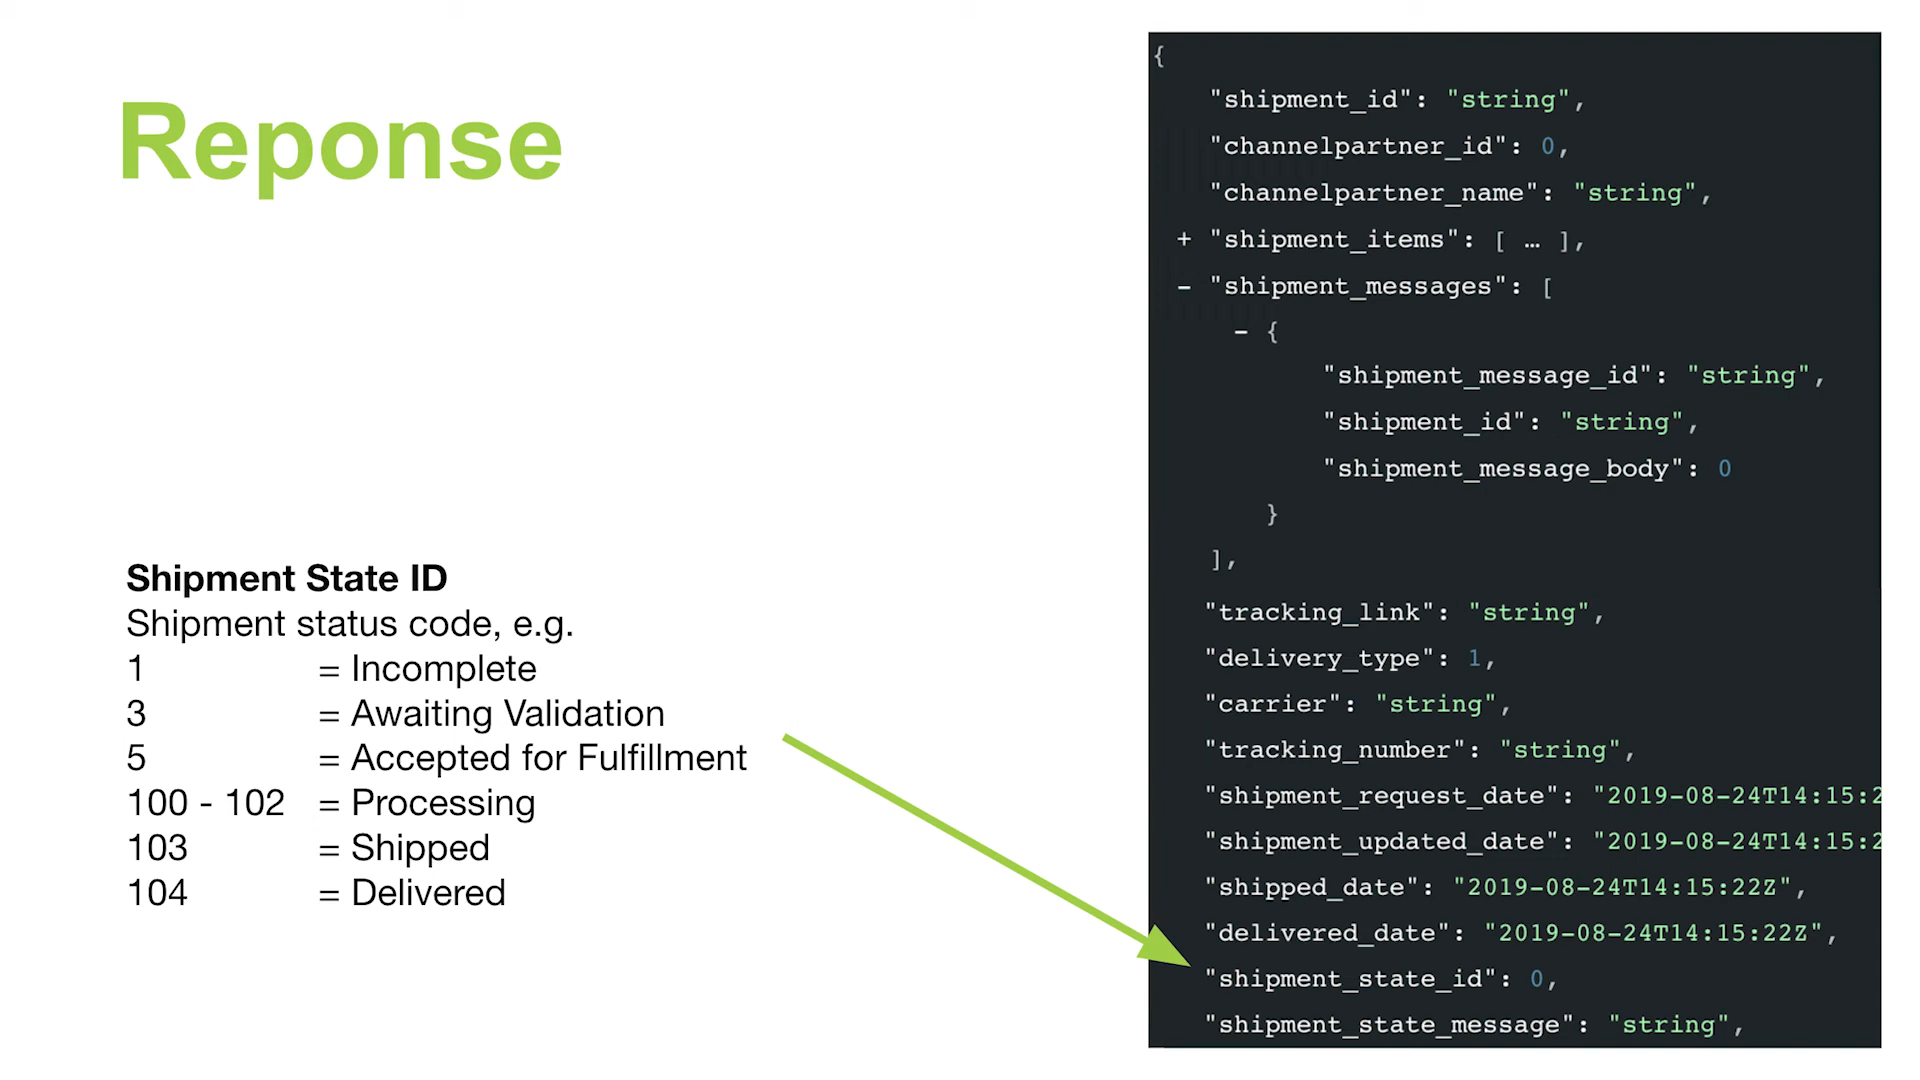 Reponse
Shipment State ID
Shipment status code, e.g.
1 = Incomplete
3 = Awaiting Validation
5 = Accepted for Fulfillment
100 - 102 = Processing
103 = Shipped
104 = Delivered
{
"shipment_id": "string",
"channelpartner_id": 0,
"channelpartner_name": "string",
+ "shipment_items": [ … ],
- "shipment_messages": [
- {
"shipment_message_id": "string",
"shipment_id": "string",
"shipment_message_body": 0
}
],
"tracking_link": "string",
"delivery_type": 1,
"carrier": "string",
"tracking_number": "string",
"shipment_request_date": "2019-08-24T14:15:2
"shipment_updated_date": "2019-08-24T14:15:2
"shipped_date": "2019-08-24T14:15:22Z",
"delivered_date": "2019-08-24T14:15:22Z",
"shipment_state_id": 0,
"shipment_state_message": "string",